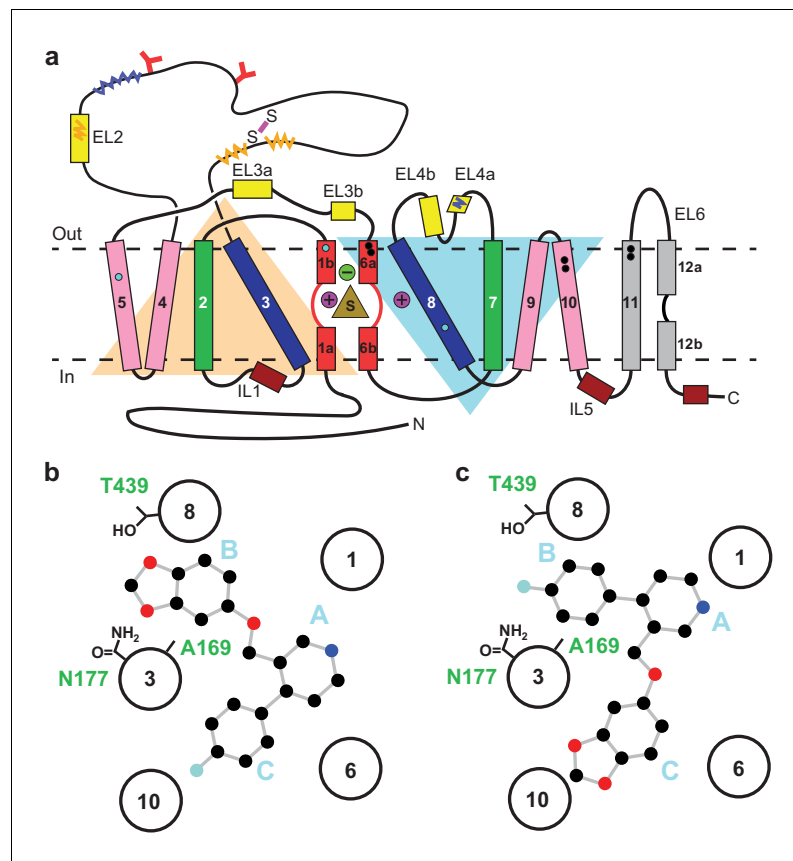 a
S
S
EL2
EL3a
EL3b
EL4b
EL4a
EL6
Out
5
4
2
3
1b
6a
−
+
S
+
8
7
9
10
11
12a
1a
6b
12b
In
IL1
IL5
N
C
b
T439
8
HO
B
1
A
NH2
O=
A169
3
N177
C
6
10
c
T439
8
HO
B
1
A
NH2
O=
A169
3
N177
C
6
10